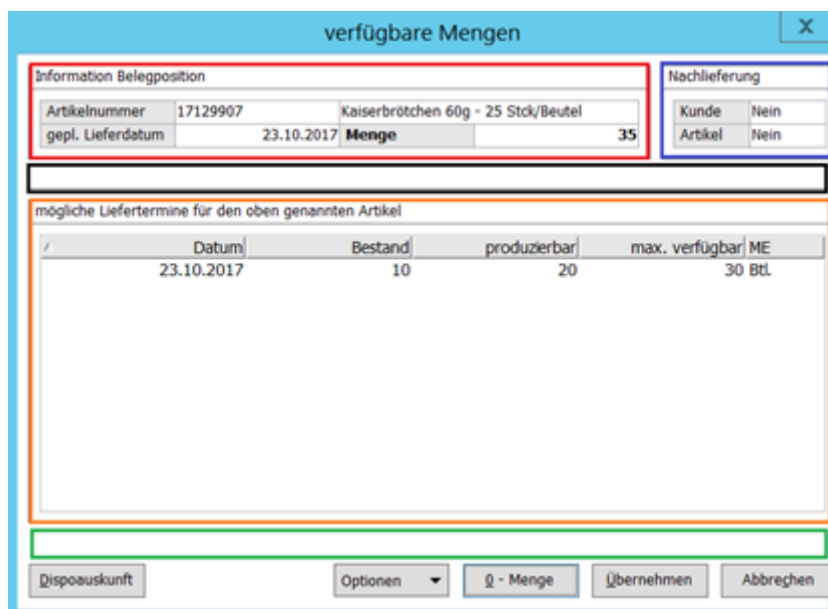 verfügbare Mengen
X
Information Belegposition
Nachlieferung
Artikelnummer 17129907 Kaiserbrötchen 60g - 25 Stck/Beutel
Kunde Nein
gepl. Lieferdatum 23.10.2017 Menge 35
Artikel Nein
mögliche Liefertermine für den oben genannten Artikel
Datum Bestand produzierbar max. verfügbar ME
23.10.2017 10 20 30 Btl.
Dispoauskunft Optionen 0 - Menge Übernehmen Abbrechen